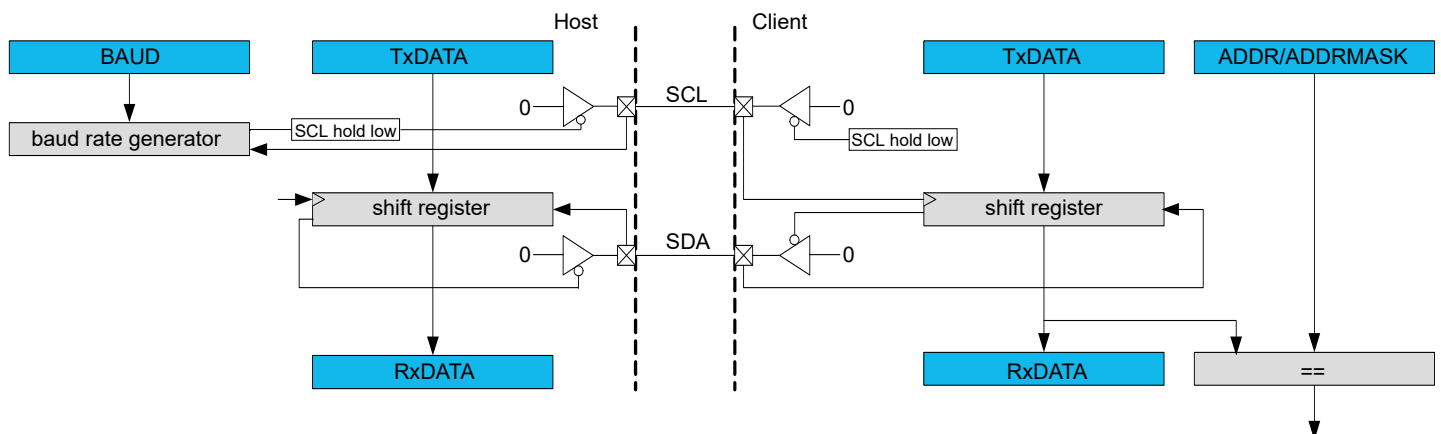 Host
Client
BAUD
TxDATA
TxDATA
ADDR/ADDRMASK
0
SCL
0
baud rate generator
SCL hold low
SCL hold low
shift register
shift register
0
SDA
0
RxDATA
RxDATA
==